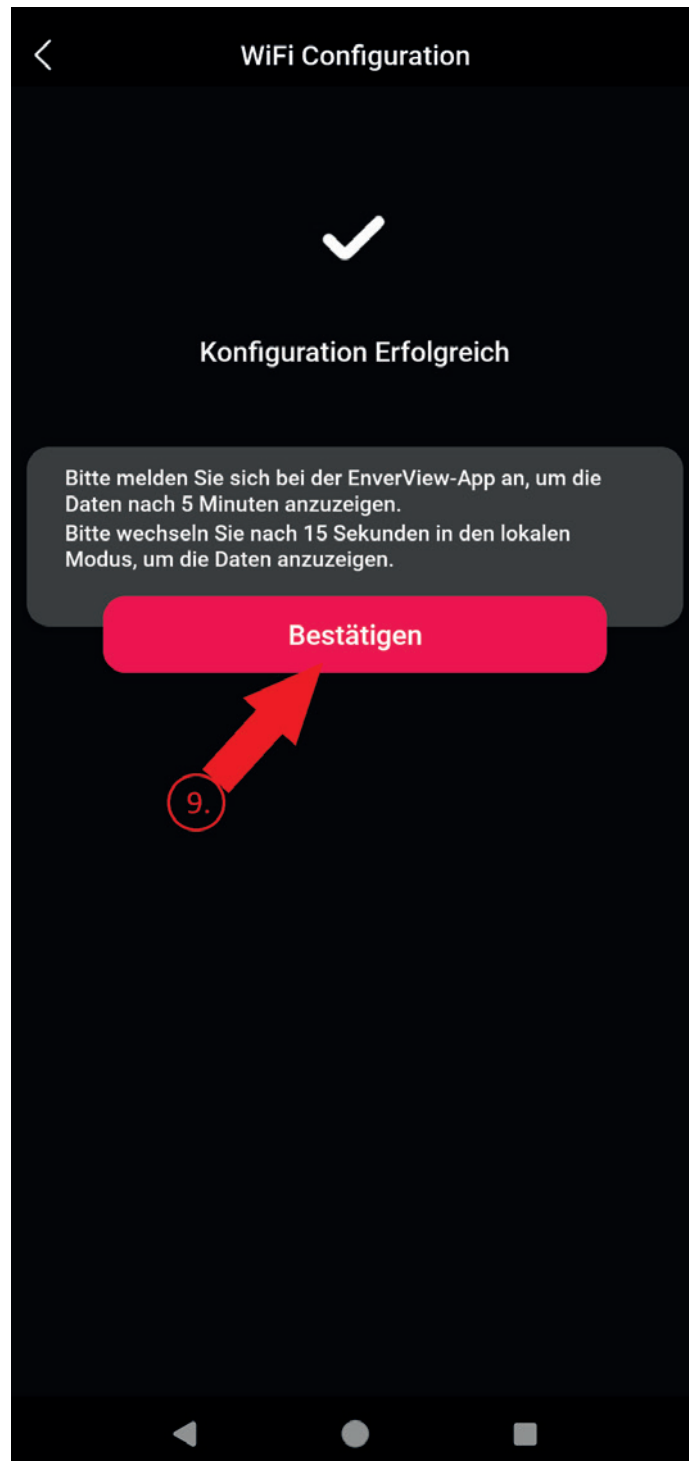 WiFi Configuration
Konfiguration Erfolgreich
Bitte melden Sie sich bei der EnverView-App an, um die
Daten nach 5 Minuten anzuzeigen.
Bitte wechseln Sie nach 15 Sekunden in den lokalen
Modus, um die Daten anzuzeigen.
Bestätigen
9.